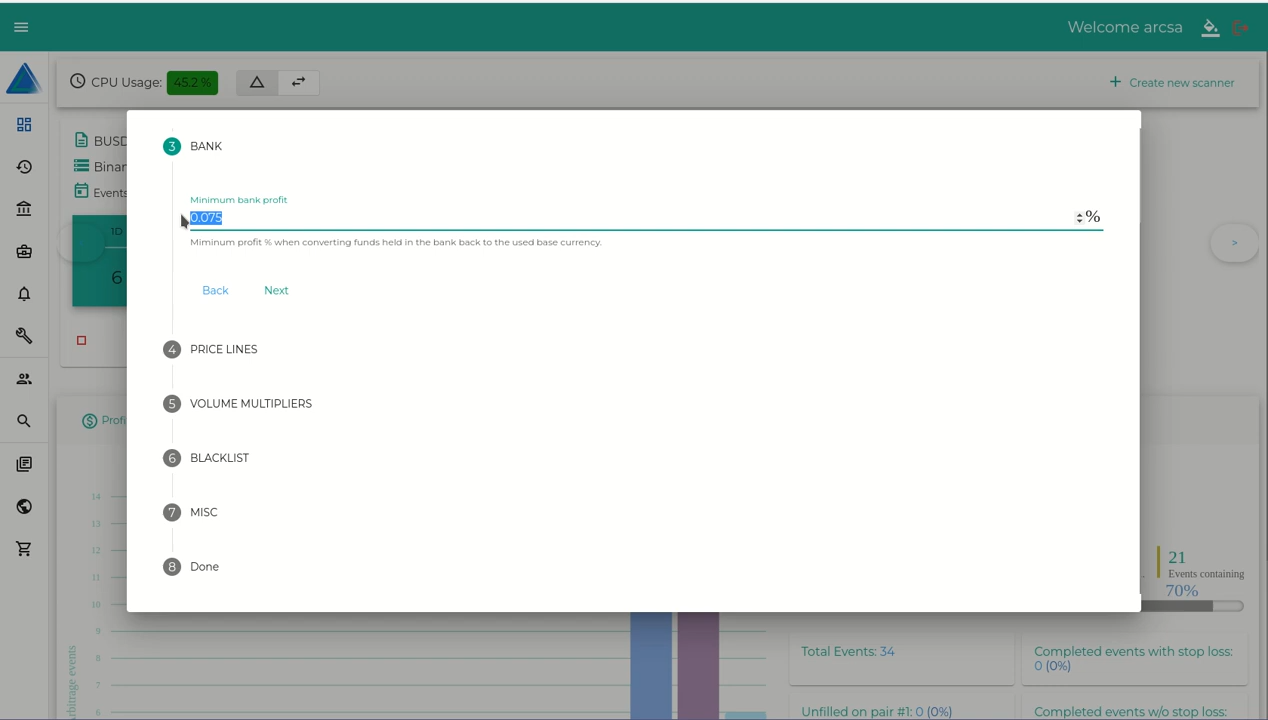 Welcome arcsa
CPU Usage: 45.2 %
Create new scanner
BUSD
Binan
Events
1D
6
3 BANK
Minimum bank profit
0.075
%
Miminum profit % when converting funds held in the bank back to the used base currency.
Back Next
4 PRICE LINES
5 VOLUME MULTIPLIERS
6 BLACKLIST
7 MISC
8 Done
>
Profi
14
13
12
11
10
9
8
7
6
rbitrage events
21
Events containing
70%
Total Events: 34
Completed events with stop loss:
0 (0%)
Unfilled on pair #1: 0 (0%)
Completed events w/o stop loss: